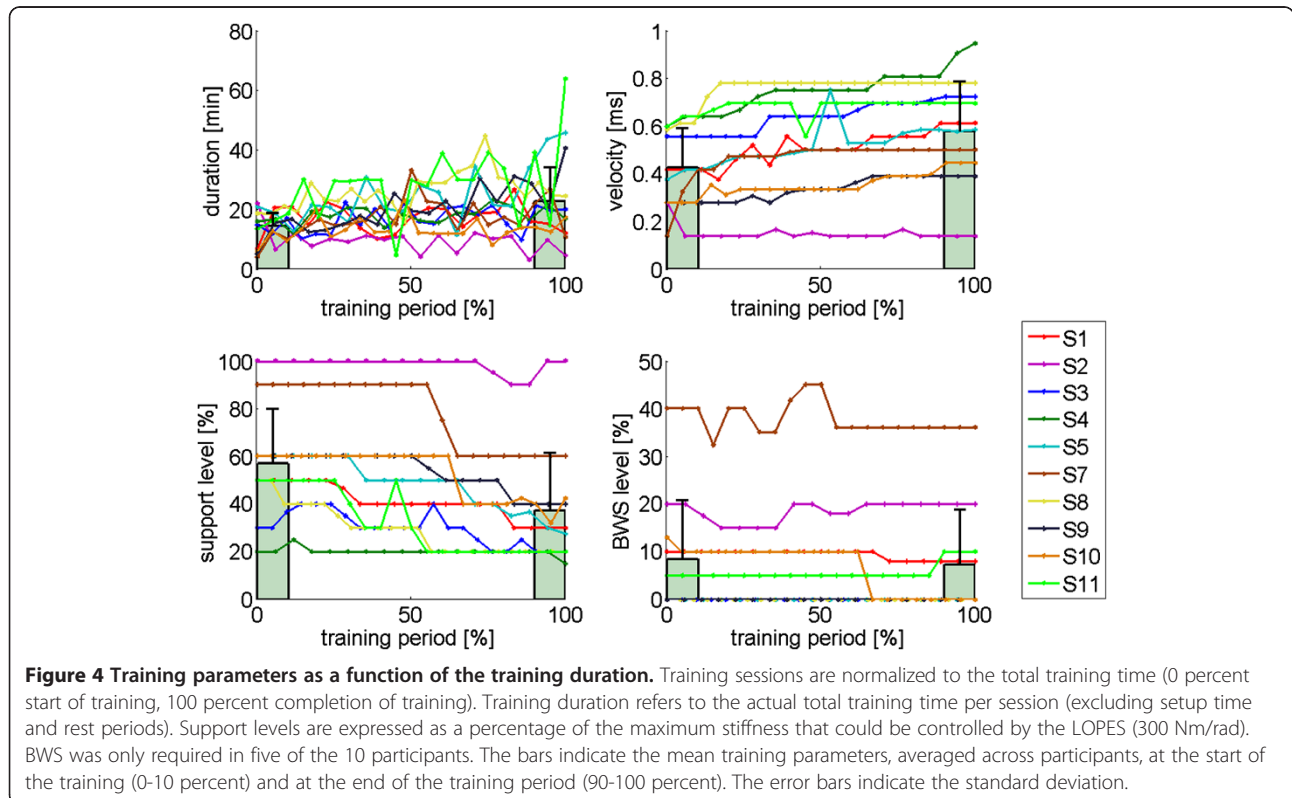 80
60
40
20
0
duration [min]
0 50 100
training period [%]
1
0.8
0.6
0.4
0.2
0
velocity [ms]
0 50 100
training period [%]
100
80
60
40
20
0
support level [%]
0 50 100
training period [%]
50
40
30
20
10
0
BWS level [%]
0 50 100
training period [%]
S1
S2
S3
S4
S5
S7
S8
S9
S10
S11
Figure 4 Training parameters as a function of the training duration. Training sessions are normalized to the total training time (0 percent
start of training, 100 percent completion of training). Training duration refers to the actual total training time per session (excluding setup time
and rest periods). Support levels are expressed as a percentage of the maximum stiffness that could be controlled by the LOPES (300 Nm/rad).
BWS was only required in five of the 10 participants. The bars indicate the mean training parameters, averaged across participants, at the start of
the training (0-10 percent) and at the end of the training period (90-100 percent). The error bars indicate the standard deviation.